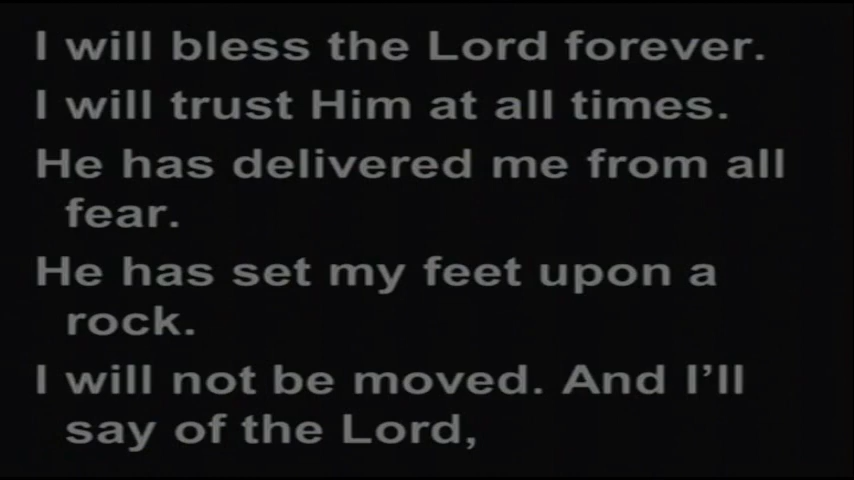 I will bless the Lord forever.
I will trust Him at all times.
He has delivered me from all
fear.
He has set my feet upon a
rock.
I will not be moved. And I’ll
say of the Lord,